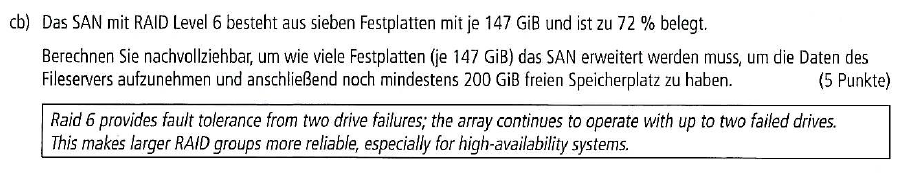 cb) Das SAN mit RAID Level 6 besteht aus sieben Festplatten mit je 147 GiB und ist zu 72 % belegt.
Berechnen Sie nachvollziehbar, um wie viele Festplatten (je 147 GiB) das SAN erweitert werden muss, um die Daten des
Fileservers aufzunehmen und anschließend noch mindestens 200 GiB freien Speicherplatz zu haben. (5 Punkte)
Raid 6 provides fault tolerance from two drive failures; the array continues to operate with up to two failed drives.
This makes larger RAID groups more reliable, especially for high-availability systems.